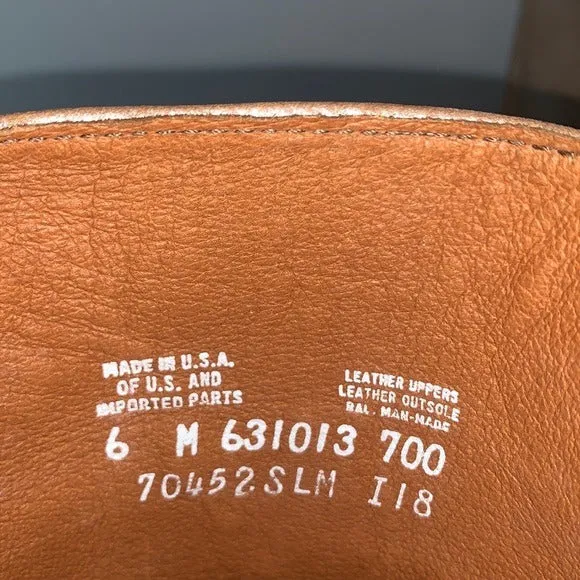 MADE IN U.S.A.
OF U.S. AND
IMPORTED PARTS
LEATHER UPPERS
LEATHER OUTSOLE
BAL. MAN-MADE
6 M 631013 700
70452SLM I18